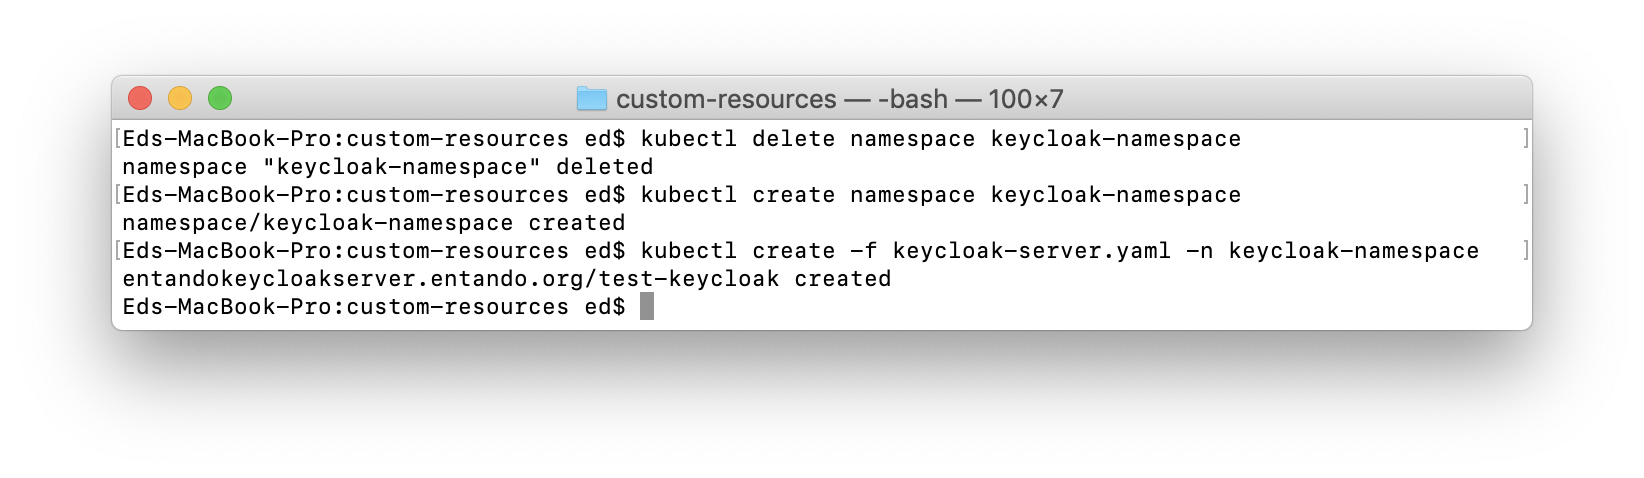 custom-resources — -bash — 100×7
[Eds-MacBook-Pro:custom-resources ed$ kubectl delete namespace keycloak-namespace ]
namespace "keycloak-namespace" deleted
[Eds-MacBook-Pro:custom-resources ed$ kubectl create namespace keycloak-namespace ]
namespace/keycloak-namespace created
[Eds-MacBook-Pro:custom-resources ed$ kubectl create -f keycloak-server.yaml -n keycloak-namespace ]
entandokeycloakserver.entando.org/test-keycloak created
Eds-MacBook-Pro:custom-resources ed$